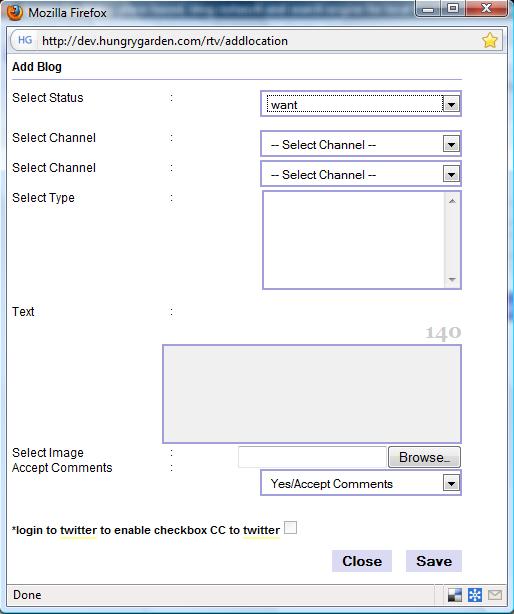 Mozilla Firefox
HG http://dev.hungrygarden.com/rtv/addlocation
Add Blog
Select Status : want
Select Channel : -- Select Channel --
Select Channel : -- Select Channel --
Select Type :
Text :
140
Select Image : Browse..
Accept Comments :
Yes/Accept Comments
*login to twitter to enable checkbox CC to twitter
Close Save
Done